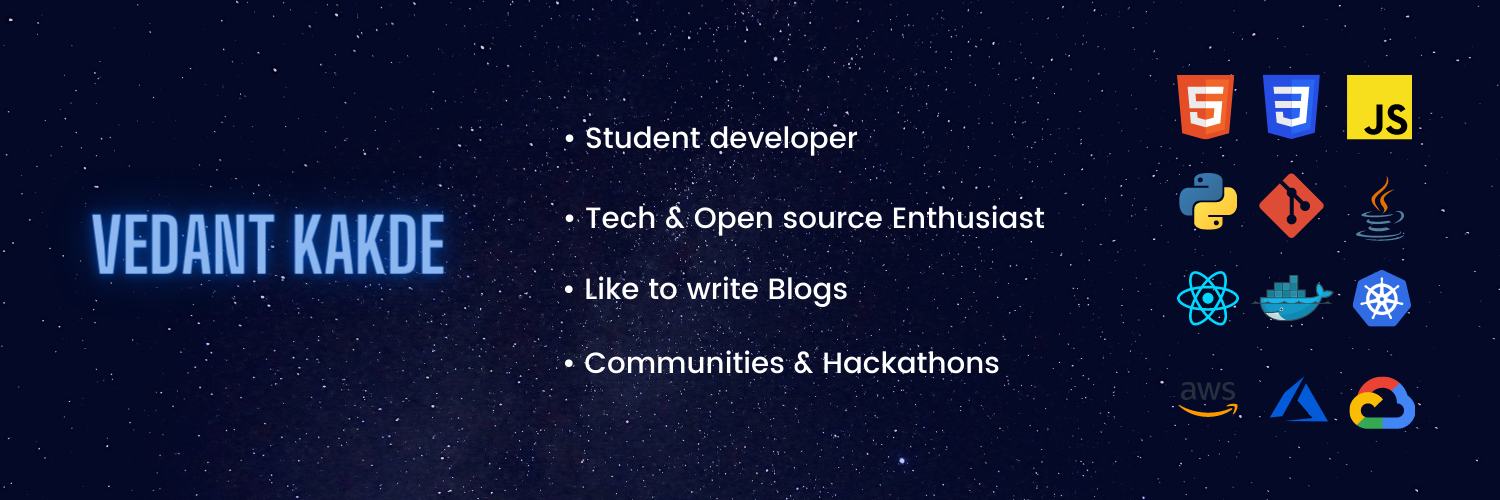 VEDANT KAKDE
• Student developer
• Tech & Open source Enthusiast
• Like to write Blogs
• Communities & Hackathons
5
3
JS
aws